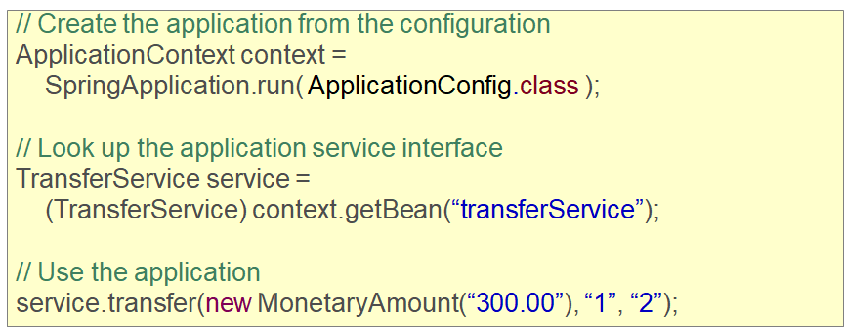 // Create the application from the configuration
ApplicationContext context =
SpringApplication.run( ApplicationConfig.class );
// Look up the application service interface
TransferService service =
(TransferService) context.getBean(“transferService”);
// Use the application
service.transfer(new MonetaryAmount(“300.00”), “1”, “2”);